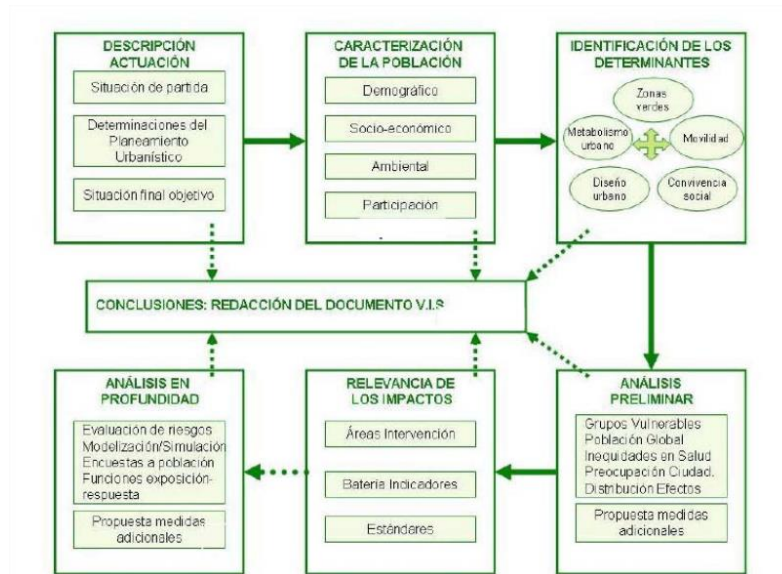 DESCRIPCIÓN
ACTUACIÓN
Situación de partida
Determinaciones del
Planeamiento
Urbanístico
Situación final objetivo
CARACTERIZACIÓN
DE LA POBLACIÓN
Demográfico
Socio-económico
Ambiental
Participación
IDENTIFICACIÓN DE LOS
DETERMINANTES
Zonas
verdes
Metabolismo
urbano
Movilidad
Diseño
urbano
Convivencia
social
CONCLUSIONES: REDACCIÓN DEL DOCUMENTO V.I.S
ANÁLISIS EN
PROFUNDIDAD
Evaluación de riesgos
Modelización/Simulación
Encuestas a población
Funciones exposición-
respuesta
Propuesta medidas
adicionales
RELEVANCIA DE
LOS IMPACTOS
Áreas Intervención
Batería Indicadores
Estándares
ANÁLISIS
PRELIMINAR
Grupos Vulnerables
Población Global
Inequidades en Salud
Preocupación Ciudad.
Distribución Efectos
Propuesta medidas
adicionales